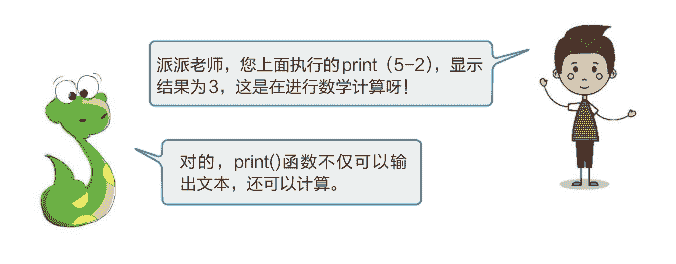 派派老师，您上面执行的print（5-2），显示
结果为3，这是在进行数学计算呀！
对的，print()函数不仅可以输
出文本，还可以计算。